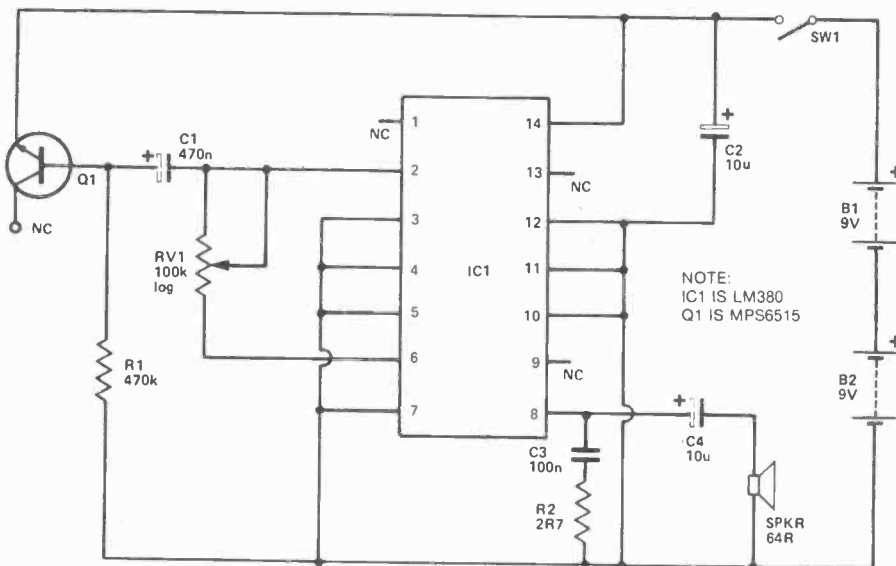 SW1
+
C1
470n
+
Q1
NC
NC
1
2
3
4
5
6
7
IC1
14
13
12
11
10
9
8
NC
NC
+
C2
10u
+
B1
9V
+
B2
9V
NOTE:
IC1 IS LM380
Q1 IS MPS6515
RV1
100k
log
R1
470k
C3
100n
R2
2R7
+
C4
10u
SPKR
64R